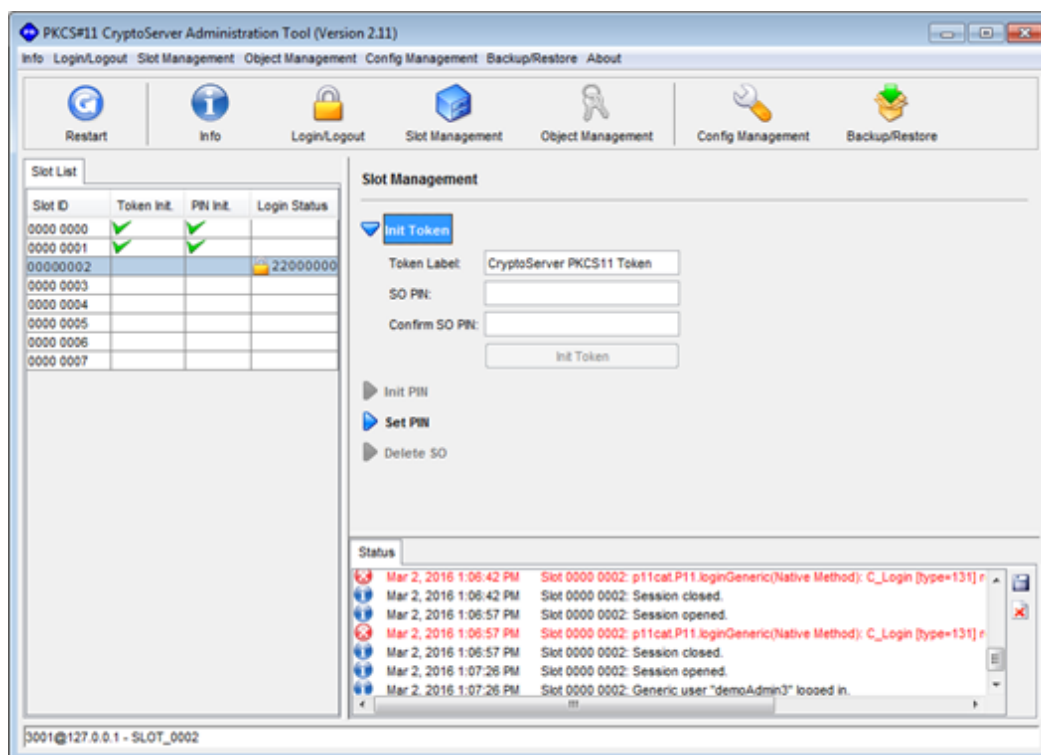 PKCS#11 CryptoServer Administration Tool (Version 2.11)
Info Login/Logout Slot Management Object Management Config Management Backup/Restore About
Restart Info Login/Logout Slot Management Object Management Config Management Backup/Restore
Slot List
Slot ID Token Init. PIN Init. Login Status
0000 0000
0000 0001
00000002 22000000
0000 0003
0000 0004
0000 0005
0000 0006
0000 0007
Slot Management
Init Token
Token Label: CryptoServer PKCS11 Token
SO PIN:
Confirm SO PIN:
Init Token
Init PIN
Set PIN
Delete SO
Status
Mar 2, 2016 1:06:42 PM Slot 0000 0002: p11cat.P11.loginGeneric(Native Method): C_Login [type=131] r
Mar 2, 2016 1:06:42 PM Slot 0000 0002: Session closed.
Mar 2, 2016 1:06:57 PM Slot 0000 0002: Session opened.
Mar 2, 2016 1:06:57 PM Slot 0000 0002: p11cat.P11.loginGeneric(Native Method): C_Login [type=131] r
Mar 2, 2016 1:06:57 PM Slot 0000 0002: Session closed.
Mar 2, 2016 1:07:26 PM Slot 0000 0002: Session opened.
Mar 2, 2016 1:07:26 PM Slot 0000 0002: Generic user "demoAdmin3" logged in.
3001@127.0.0.1 - SLOT_0002